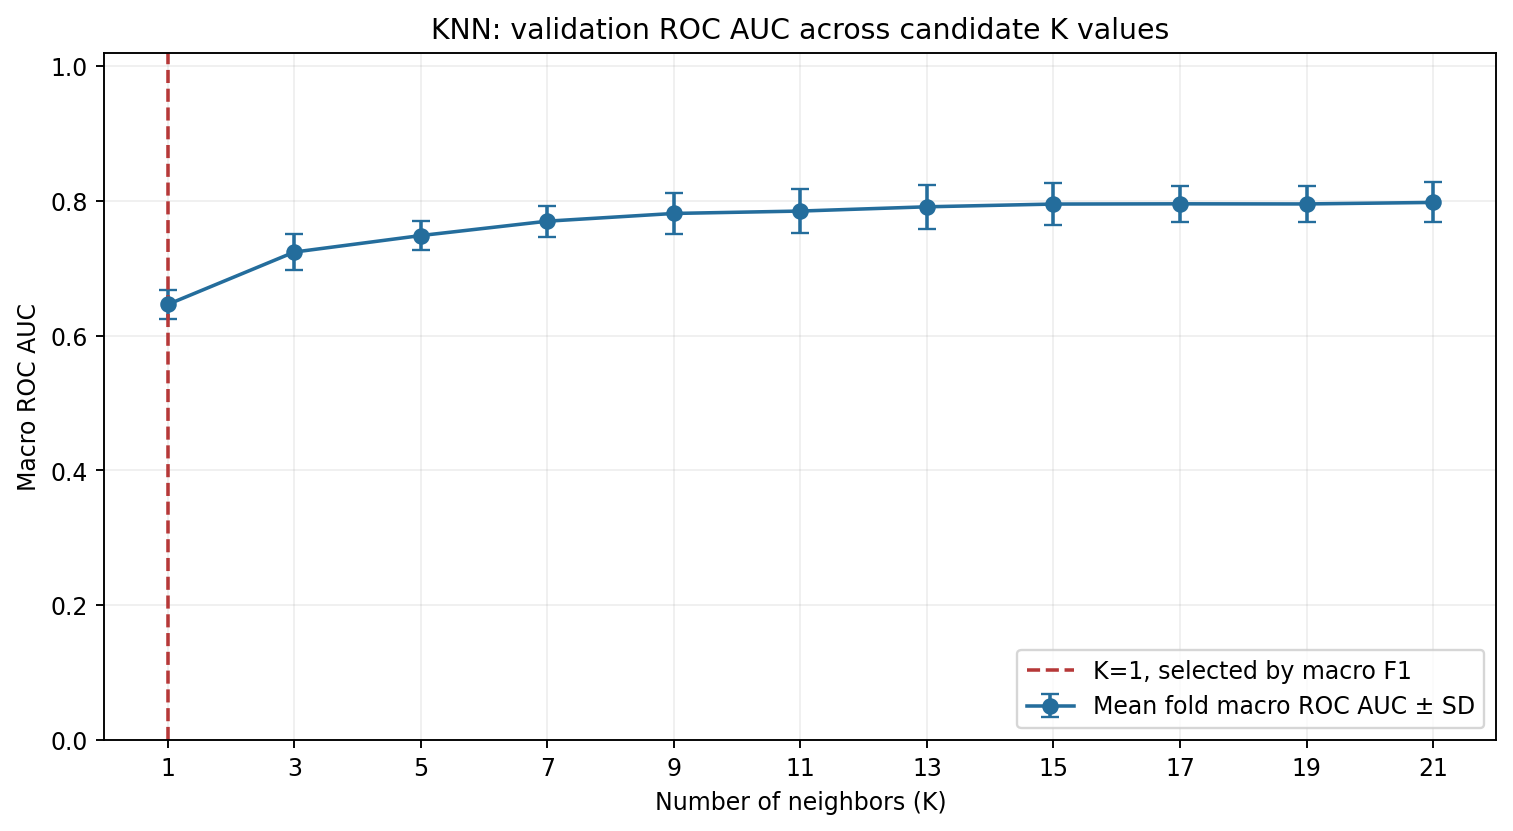 KNN: validation ROC AUC across candidate K values
Macro ROC AUC
1.0
0.8
0.6
0.4
0.2
0.0
K=1, selected by macro F1
Mean fold macro ROC AUC ± SD
1 3 5 7 9 11 13 15 17 19 21
Number of neighbors (K)